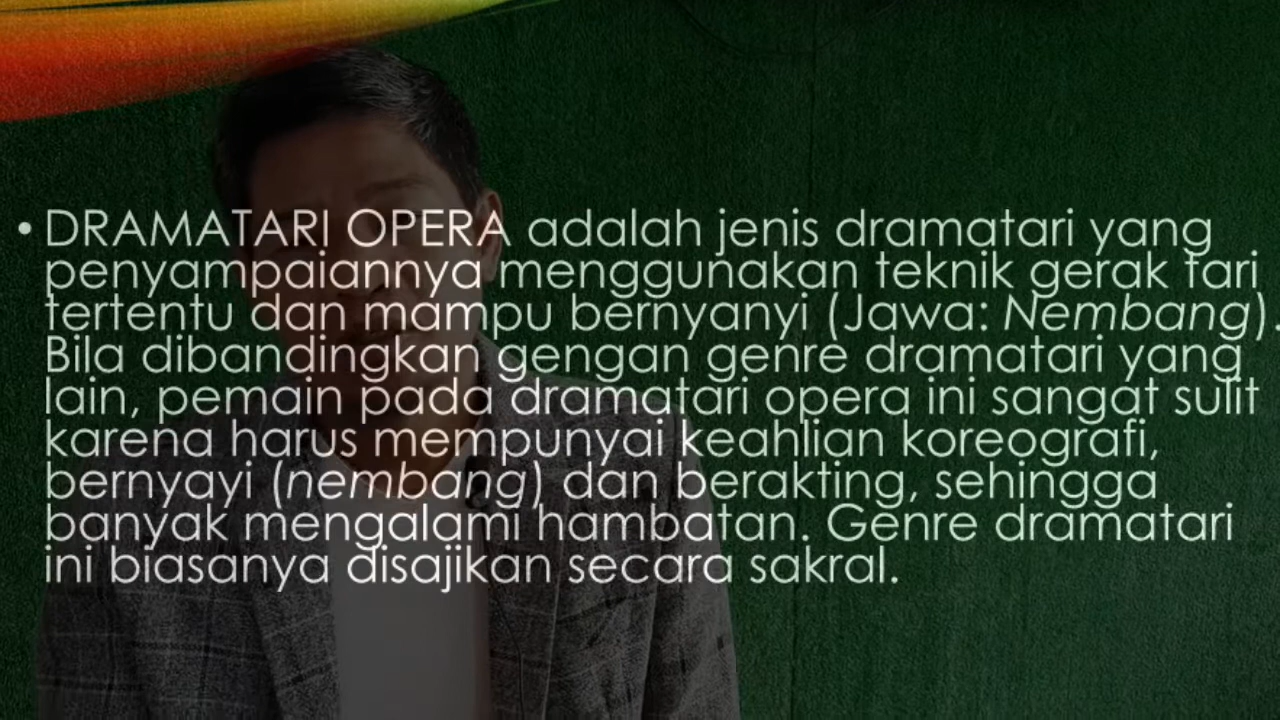 • DRAMATARI OPERA adalah jenis dramatari yang
penyampaiannya menggunakan teknik gerak tari
tertentu dan mampu bernyanyi (Jawa: Nembang).
Bila dibandingkan gengan genre dramatari yang
lain, pemain pada dramatari opera ini sangat sulit
karena harus mempunyai keahlian koreografi,
bernyayi (nembang) dan berakting, sehingga
banyak mengalami hambatan. Genre dramatari
ini biasanya disajikan secara sakral.